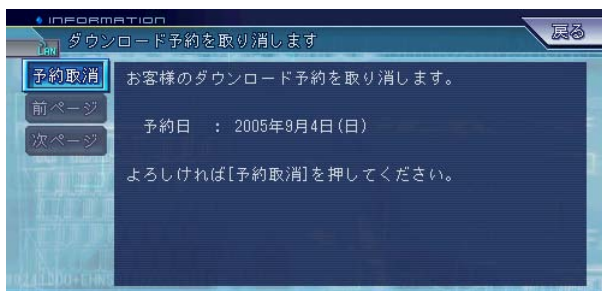 INFORMATION
LAN
ダウンロード予約を取り消します
戻る
予約取消
前ページ
次ページ
お客様のダウンロード予約を取り消します。
予約日 : 2005年9月4日(日)
よろしければ[予約取消]を押してください。